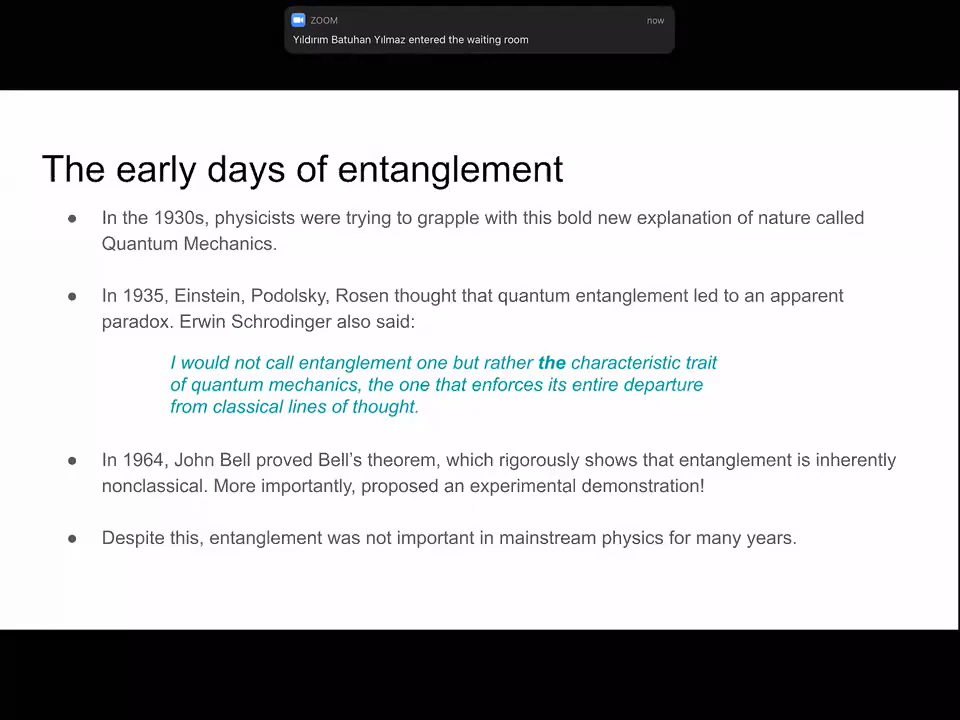 ZOOM
now
Yıldırım Batuhan Yılmaz entered the waiting room
The early days of entanglement
● In the 1930s, physicists were trying to grapple with this bold new explanation of nature called
Quantum Mechanics.
● In 1935, Einstein, Podolsky, Rosen thought that quantum entanglement led to an apparent
paradox. Erwin Schrodinger also said:
I would not call entanglement one but rather the characteristic trait
of quantum mechanics, the one that enforces its entire departure
from classical lines of thought.
● In 1964, John Bell proved Bell’s theorem, which rigorously shows that entanglement is inherently
nonclassical. More importantly, proposed an experimental demonstration!
● Despite this, entanglement was not important in mainstream physics for many years.